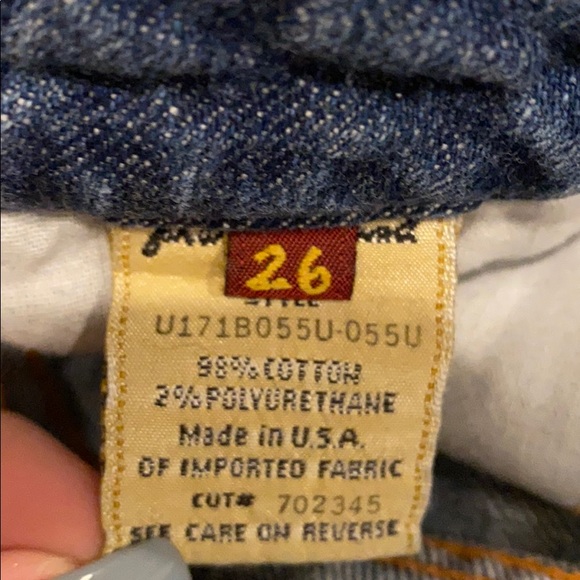 26
STYLE
U171B055U-055U
98% COTTON
2% POLYURETHANE
Made in U.S.A.
OF IMPORTED FABRIC
CUT# 702345
SEE CARE ON REVERSE